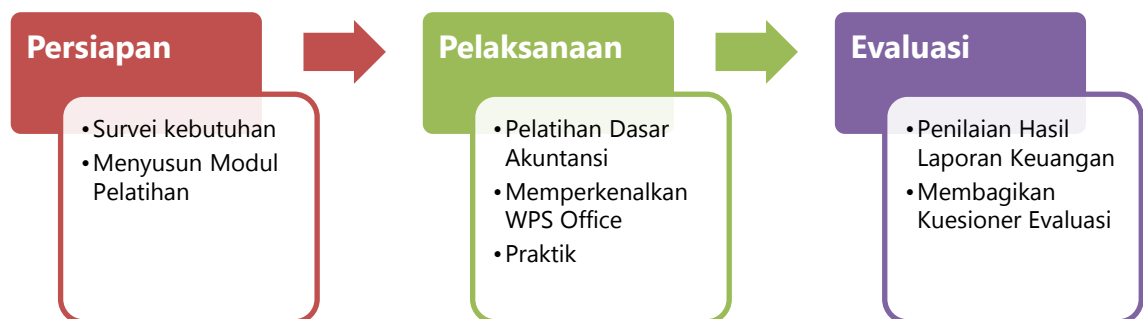 Persiapan
•Survei kebutuhan
•Menyusun Modul
Pelatihan
Pelaksanaan
•Pelatihan Dasar
Akuntansi
•Memperkenalkan
WPS Office
•Praktik
Evaluasi
•Penilaian Hasil
Laporan Keuangan
•Membagikan
Kuesioner Evaluasi